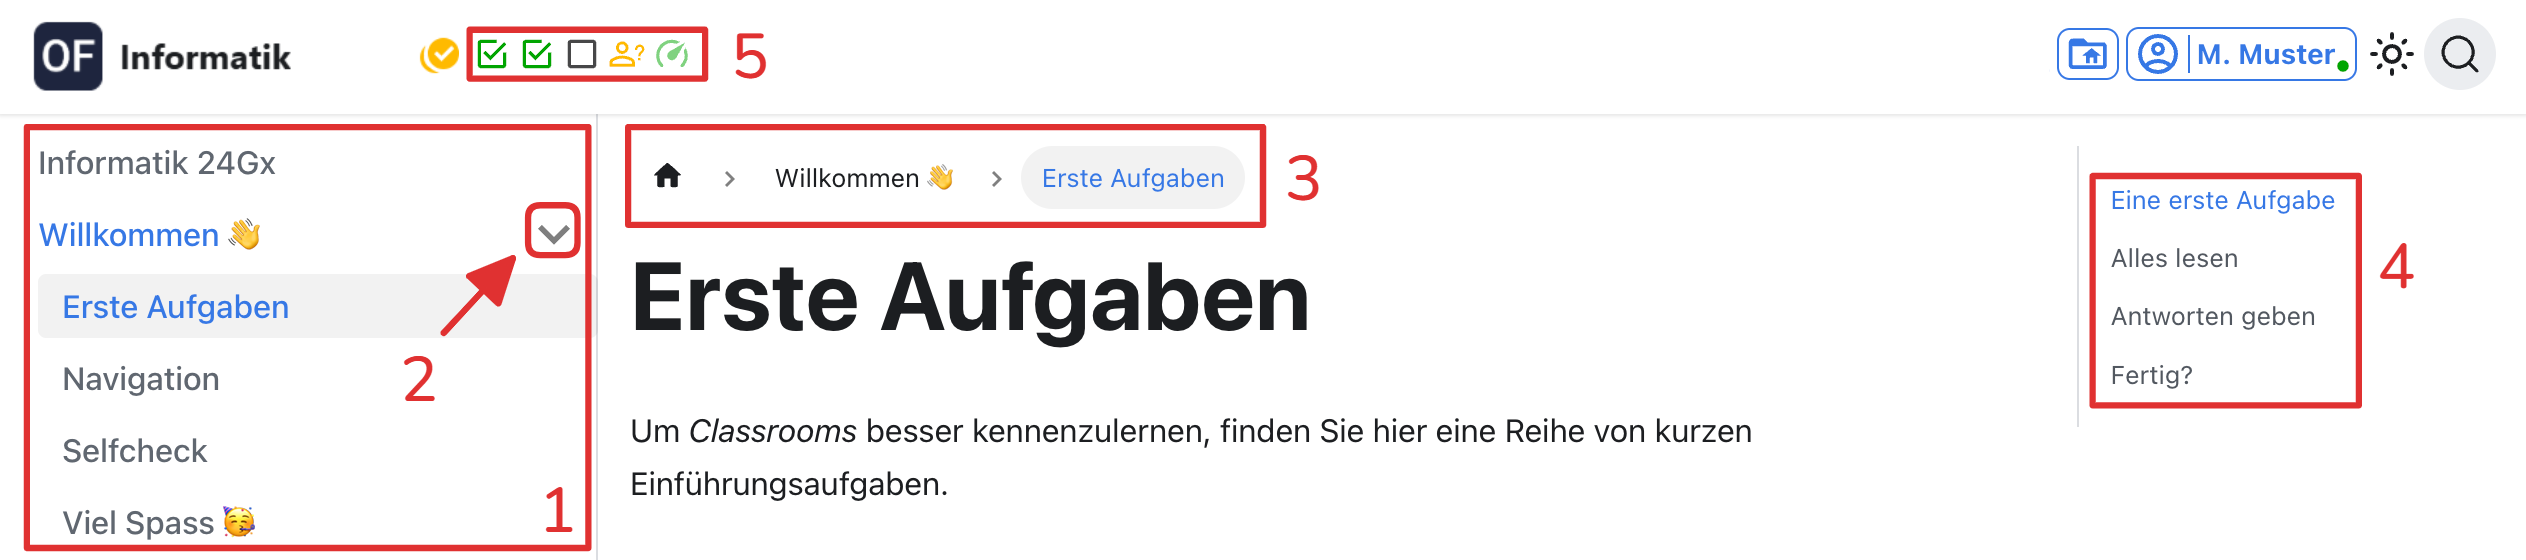 OF Informatik
5
M. Muster
Informatik 24Gx
Willkommen 👋
Erste Aufgaben
Navigation
Selfcheck
Viel Spass 🥳
1
2
Willkommen 👋 > Erste Aufgaben
3
Erste Aufgaben
Um Classrooms besser kennenzulernen, finden Sie hier eine Reihe von kurzen
Einführungsaufgaben.
Eine erste Aufgabe
Alles lesen
Antworten geben
Fertig?
4